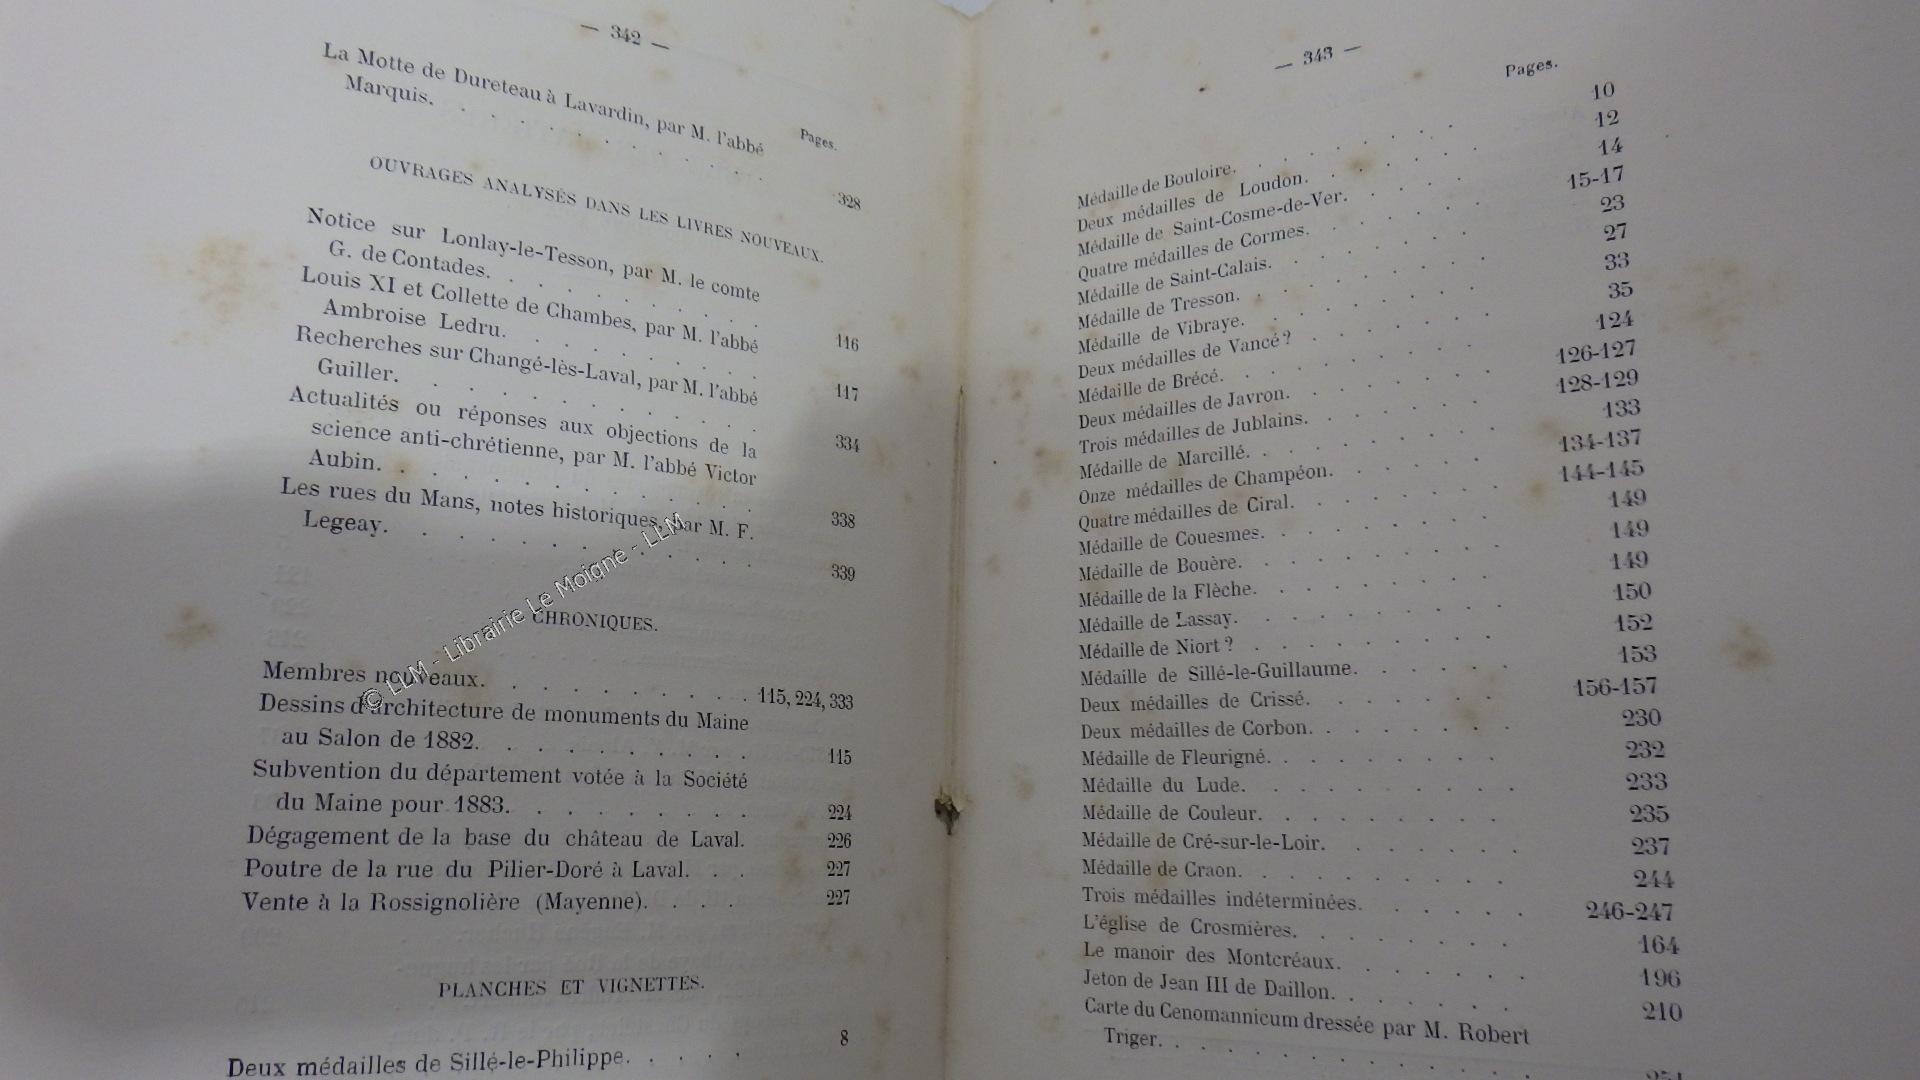 — 342 —
Pages.
La Motte de Dureteau à Lavardin, par M. l'abbé
Marquis. . . . . . . . . . . . 328
OUVRAGES ANALYSÉS DANS LES LIVRES NOUVEAUX.
Notice sur Lonlay-le-Tesson, par M. le comte
G. de Contades. . . . . . . . . . 116
Louis XI et Collette de Chambes, par M. l'abbé
Ambroise Ledru. . . . . . . . . . 117
Recherches sur Changé-lès-Laval, par M. l'abbé
Guiller. . . . . . . . . . . . 334
Actualités ou réponses aux objections de la
science anti-chrétienne, par M. l'abbé Victor
Aubin. . . . . . . . . . . . . 338
Les rues du Mans, notes historiques, par M. F.
Legeay. . . . . . . . . . . . 339
CHRONIQUES.
Membres nouveaux. . . . . . . . . . 115, 224, 333
Dessins d'architecture de monuments du Maine
au Salon de 1882. . . . . . . . . . 115
Subvention du département votée à la Société
du Maine pour 1883. . . . . . . . . 224
Dégagement de la base du château de Laval. 226
Poutre de la rue du Pilier-Doré à Laval. . . 227
Vente à la Rossignolière (Mayenne). . . . 227
PLANCHES ET VIGNETTES.
Deux médailles de Sillé-le-Philippe. . . . . 8
— 343 —
Pages.
Médaille de Bouloire. . . . . . . . . 10
Deux médailles de Loudon. . . . . . . 12
Médaille de Saint-Cosme-de-Ver. . . . . . 14
Quatre médailles de Cormes. . . . . . . 15-17
Médaille de Saint-Calais. . . . . . . . 23
Médaille de Tresson. . . . . . . . . 27
Médaille de Vibraye. . . . . . . . . 33
Deux médailles de Vancé ? . . . . . . . 35
Médaille de Brécé. . . . . . . . . . 124
Deux médailles de Javron. . . . . . . . 126-127
Trois médailles de Jublains. . . . . . . 128-129
Médaille de Marcillé. . . . . . . . . 133
Onze médailles de Champéon. . . . . . . 134-137
Quatre médailles de Ciral. . . . . . . . 144-145
Médaille de Couesmes. . . . . . . . . 149
Médaille de Bouère. . . . . . . . . . 149
Médaille de la Flèche. . . . . . . . . 149
Médaille de Lassay. . . . . . . . . . 150
Médaille de Niort ? . . . . . . . . . 152
Médaille de Sillé-le-Guillaume. . . . . . 153
Deux médailles de Crissé. . . . . . . . 156-157
Deux médailles de Corbon. . . . . . . . 230
Médaille de Fleurigné. . . . . . . . . 232
Médaille du Lude. . . . . . . . . . 233
Médaille de Couleur. . . . . . . . . 235
Médaille de Cré-sur-le-Loir. . . . . . . 237
Médaille de Craon. . . . . . . . . . 244
Trois médailles indéterminées. . . . . . 246-247
L'église de Crosmières. . . . . . . . 164
Le manoir des Montcréaux. . . . . . . 196
Jeton de Jean III de Daillon. . . . . . . 210
Carte du Cenomannicum dressée par M. Robert
Triger. . . . . . . . . . . . . 251
© LLM - Librairie Le Moigne - LLM